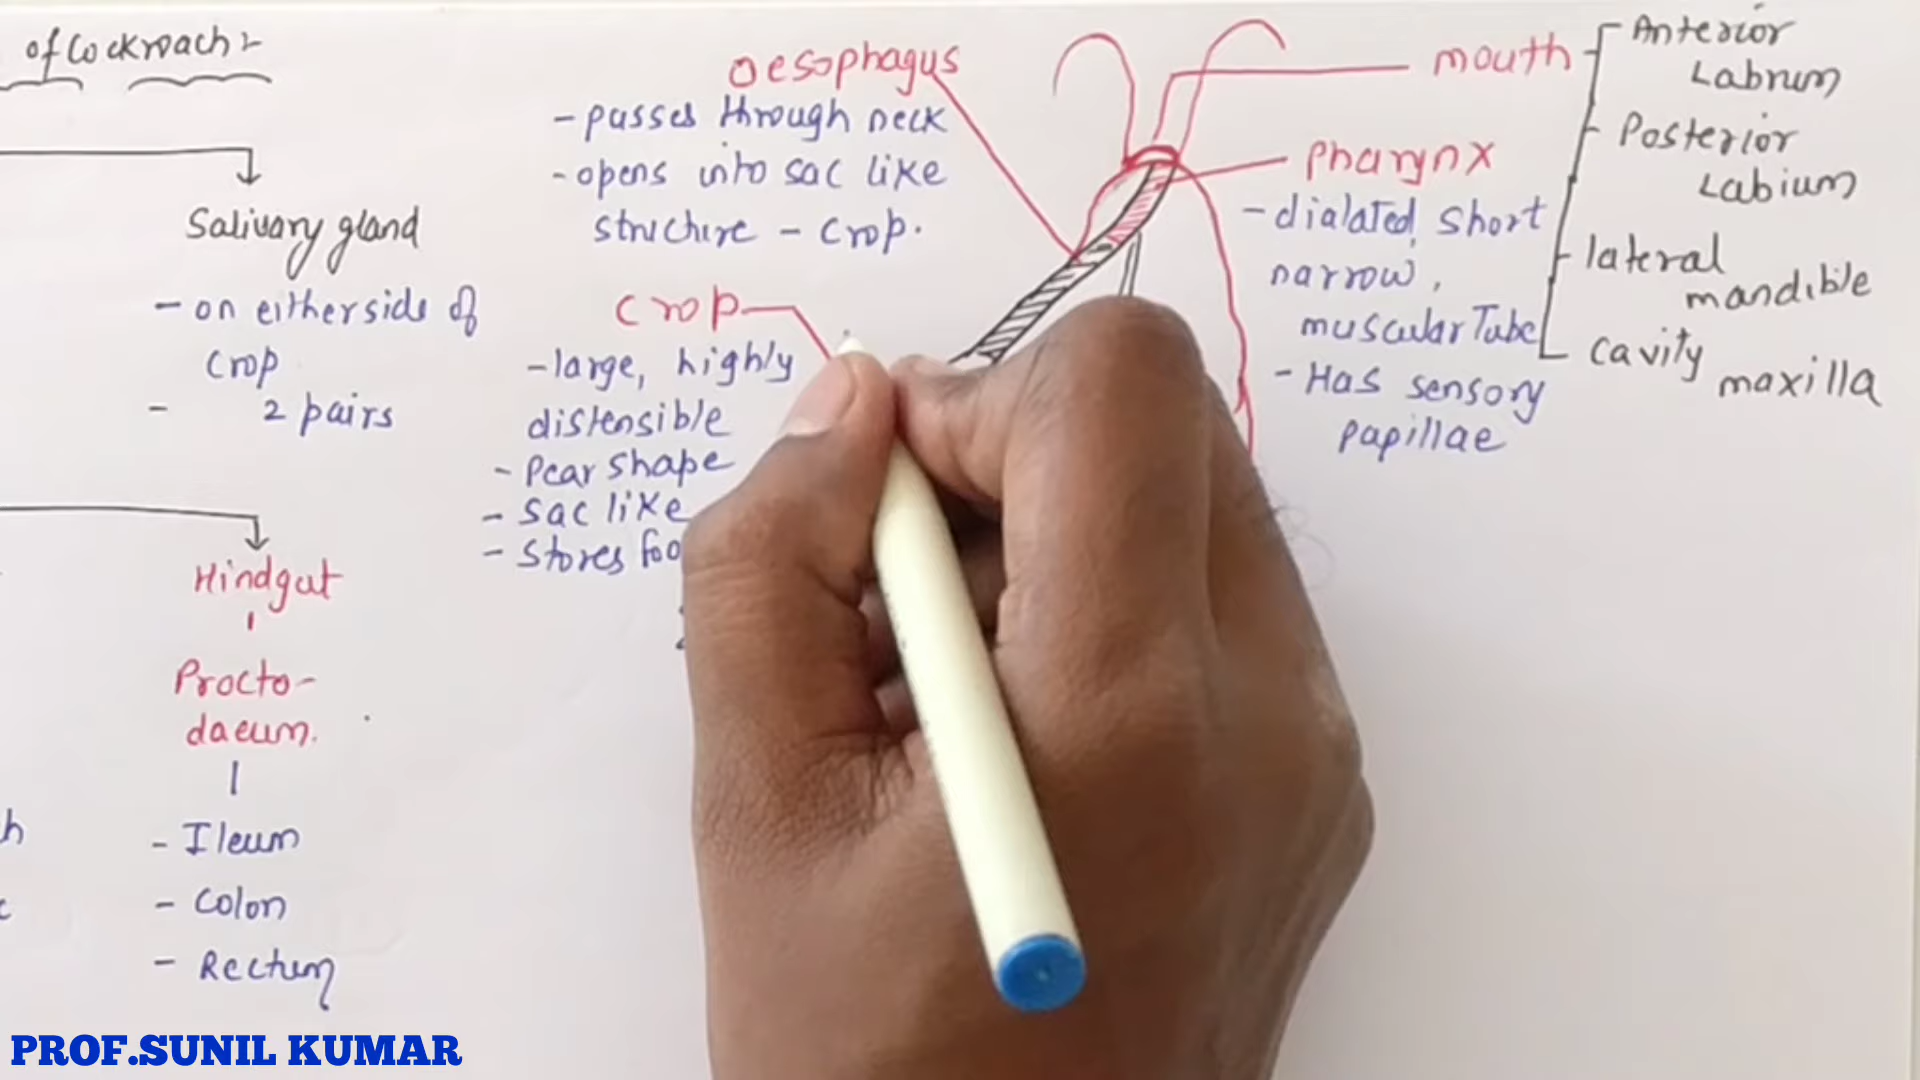 of Cockroach :-
Salivary gland
- on eitherside of
crop
- 2 pairs
Hindgut
Procto-
daeum.
- Ileum
- Colon
- Rectum
Oesophagus
- passes through neck
- opens into sac like
structure - crop.
Crop
- large, highly
distensible
- Pear shape
- Sac like
- Stores foo
mouth
Anterior
Labrum
Posterior
Labium
lateral
mandible
Cavity
maxilla
Pharynx
- dialated, short
narrow,
muscular Tube
- Has sensory
papillae
PROF.SUNIL KUMAR